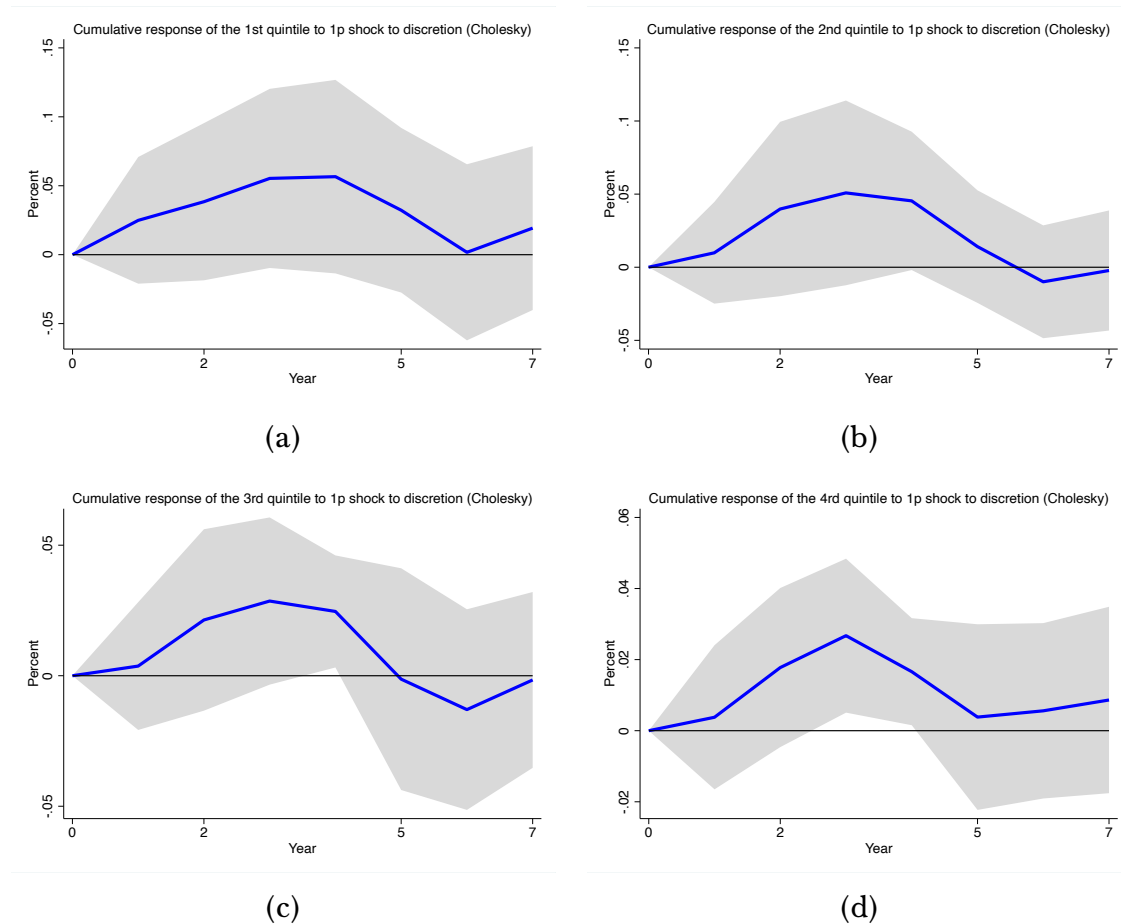 Cumulative response of the 1st quintile to 1p shock to discretion (Cholesky)
Percent
.15
.1
.05
0
-.05
0 2 5 7
Year
(a)
Cumulative response of the 2nd quintile to 1p shock to discretion (Cholesky)
Percent
.15
.1
.05
0
-.05
0 2 5 7
Year
(b)
Cumulative response of the 3rd quintile to 1p shock to discretion (Cholesky)
Percent
.05
0
-.05
0 2 5 7
Year
(c)
Cumulative response of the 4rd quintile to 1p shock to discretion (Cholesky)
Percent
.06
.04
.02
0
-.02
0 2 5 7
Year
(d)